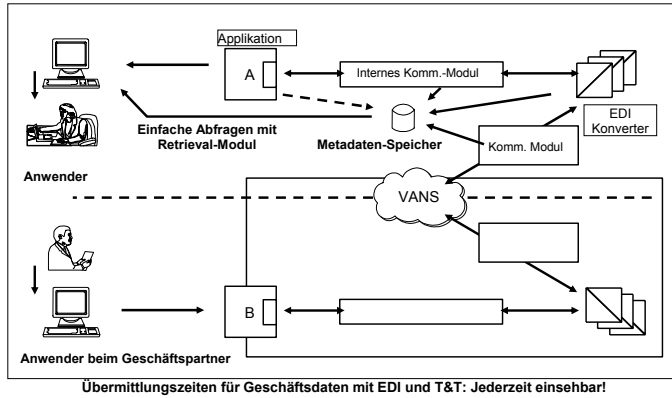 Applikation
A
Internes Komm.-Modul
EDI
Konverter
Einfache Abfragen mit
Retrieval-Modul
Metadaten-Speicher
Komm. Modul
Anwender
VANS
B
Anwender beim Geschäftspartner
Übermittlungszeiten für Geschäftsdaten mit EDI und T&T: Jederzeit einsehbar!